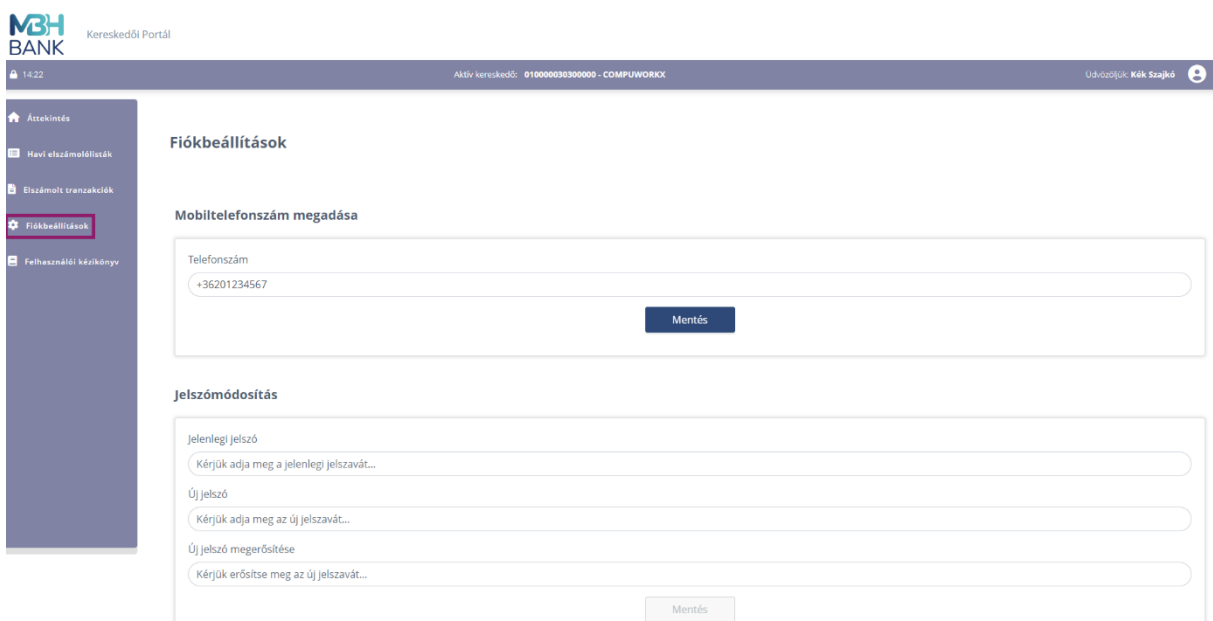 MBH
BANK
Kereskedői Portál
14:22
Aktív kereskedő: 010000030300000 - COMPUWORKX
Üdvözöljük: Kék Szajkó
Áttekintés
Havi elszámolólisták
Elszámolt tranzakciók
Fiókbeállítások
Felhasználói kézikönyv
Fiókbeállítások
Mobiltelefonszám megadása
Telefonszám
+36201234567
Mentés
Jelszómódosítás
Jelenlegi jelszó
Kérjük adja meg a jelenlegi jelszavát...
Új jelszó
Kérjük adja meg az új jelszavát...
Új jelszó megerősítése
Kérjük erősítse meg az új jelszavát...
Mentés